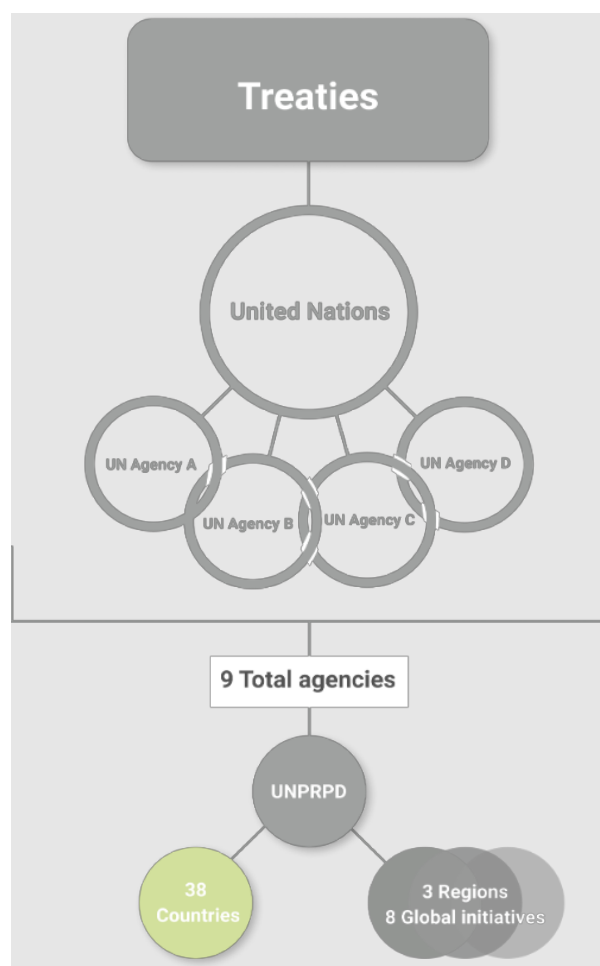 Treaties
United Nations
UN Agency A
UN Agency D
UN Agency B
UN Agency C
9 Total agencies
UNPRPD
38
Countries
3 Regions
8 Global initiatives